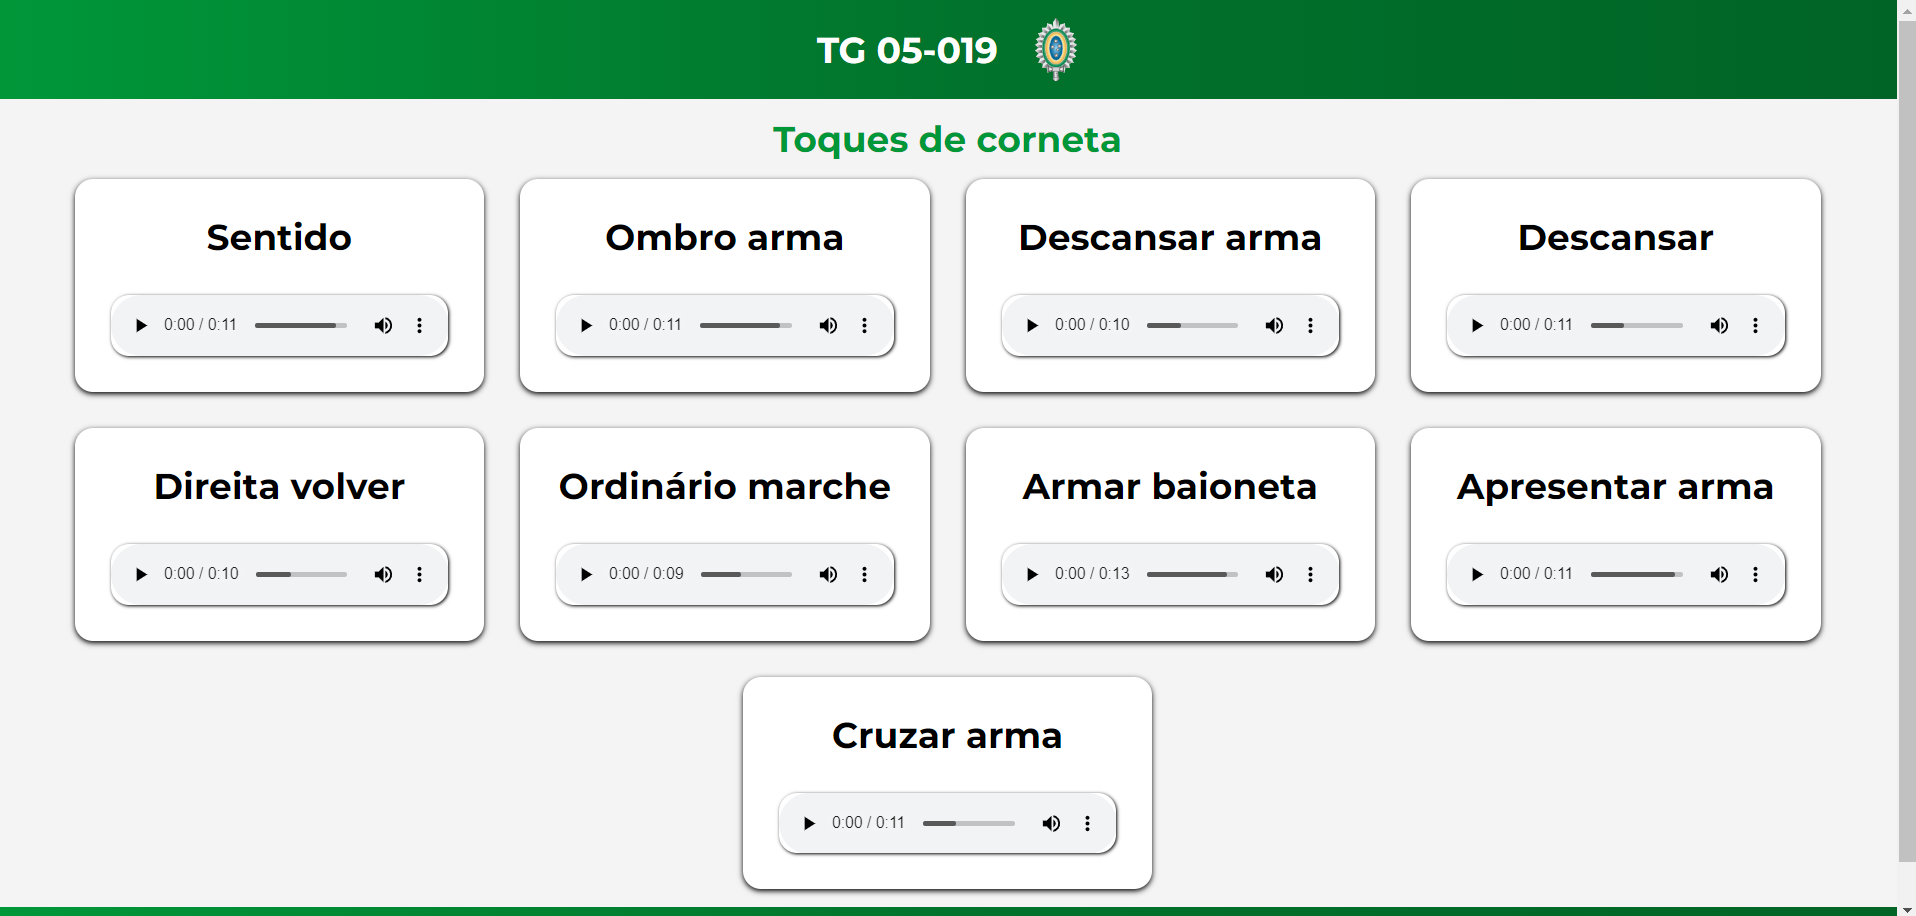 TG 05-019
Toques de corneta
Sentido
0:00 / 0:11
Ombro arma
0:00 / 0:11
Descansar arma
0:00 / 0:10
Descansar
0:00 / 0:11
Direita volver
0:00 / 0:10
Ordinário marche
0:00 / 0:09
Armar baioneta
0:00 / 0:13
Apresentar arma
0:00 / 0:11
Cruzar arma
0:00 / 0:11